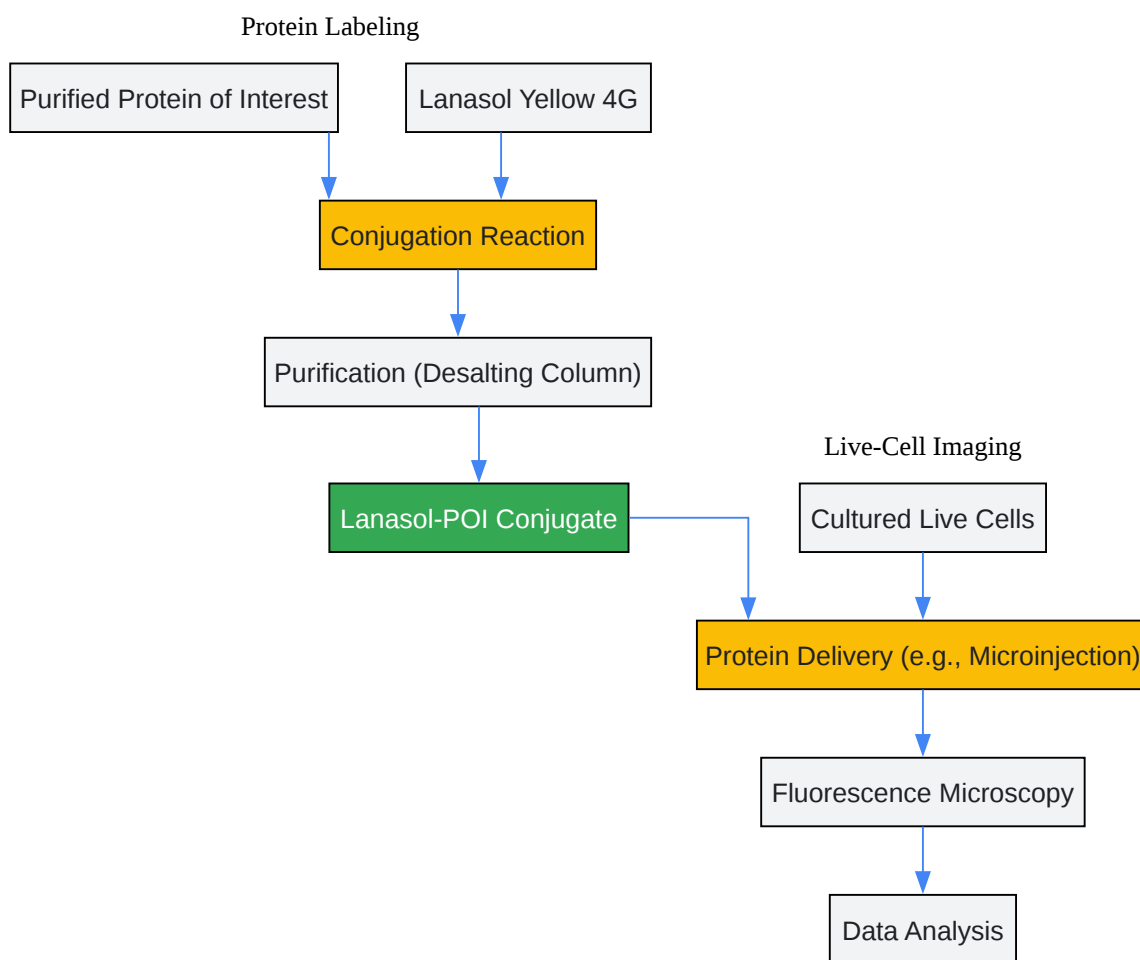 Protein Labeling
Purified Protein of Interest
Lanasol Yellow 4G
Conjugation Reaction
Purification (Desalting Column)
Lanasol-POI Conjugate
Live-Cell Imaging
Cultured Live Cells
Protein Delivery (e.g., Microinjection)
Fluorescence Microscopy
Data Analysis